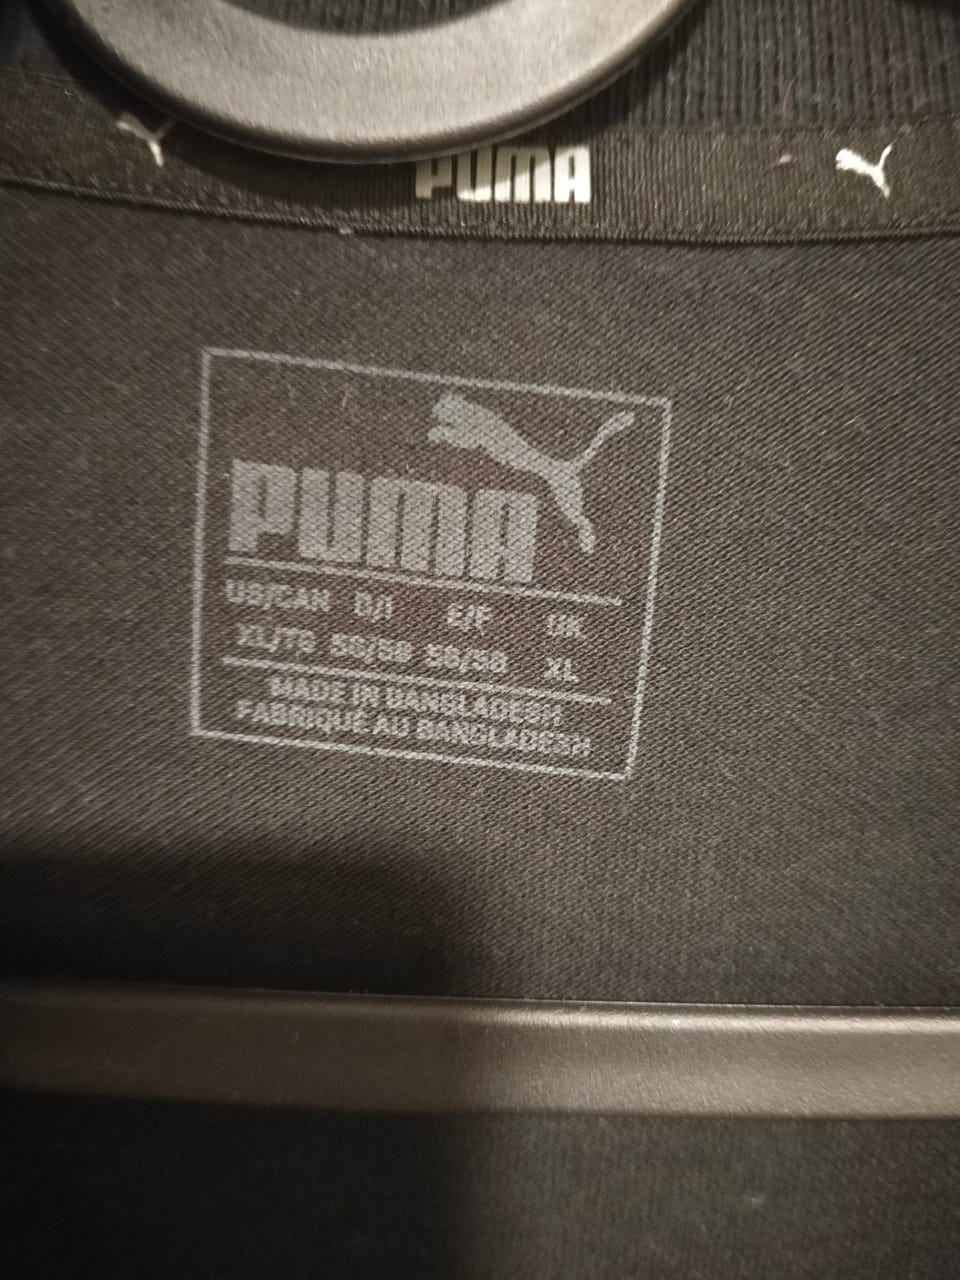 PUMA
PUMA
US/CAN D/I E/F UK
XL/TG 56/58 56/58 XL
MADE IN BANGLADESH
FABRIQUÉ AU BANGLADESH